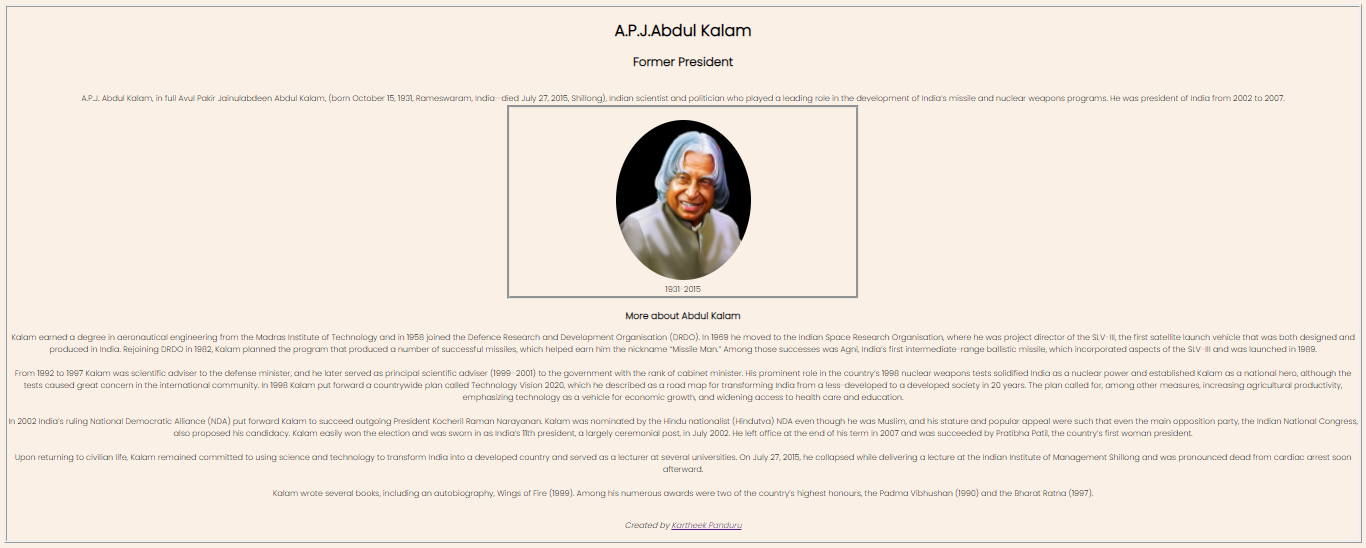 A.P.J.Abdul Kalam
Former President
A.P.J. Abdul Kalam, in full Avul Pakir Jainulabdeen Abdul Kalam, (born October 15, 1931, Rameswaram, India—died July 27, 2015, Shillong), Indian scientist and politician who played a leading role in the development of India's missile and nuclear weapons programs. He was president of India from 2002 to 2007.
1931-2015
More about Abdul Kalam
Kalam earned a degree in aeronautical engineering from the Madras Institute of Technology and in 1958 joined the Defence Research and Development Organisation (DRDO). In 1969 he moved to the Indian Space Research Organisation, where he was project director of the SLV-III, the first satellite launch vehicle that was both designed and
produced in India. Rejoining DRDO in 1982, Kalam planned the program that produced a number of successful missiles, which helped earn him the nickname "Missile Man." Among those successes was Agni, India's first intermediate-range ballistic missile, which incorporated aspects of the SLV-III and was launched in 1989.
From 1992 to 1997 Kalam was scientific adviser to the defense minister, and he later served as principal scientific adviser (1999-2001) to the government with the rank of cabinet minister. His prominent role in the country's 1998 nuclear weapons tests solidified India as a nuclear power and established Kalam as a national hero, although the
tests caused great concern in the international community. In 1998 Kalam put forward a countrywide plan called Technology Vision 2020, which he described as a road map for transforming India from a less-developed to a developed society in 20 years. The plan called for, among other measures, increasing agricultural productivity,
emphasizing technology as a vehicle for economic growth, and widening access to health care and education.
In 2002 India's ruling National Democratic Alliance (NDA) put forward Kalam to succeed outgoing President Kocheril Raman Narayanan. Kalam was nominated by the Hindu nationalist (Hindutva) NDA even though he was Muslim, and his stature and popular appeal were such that even the main opposition party, the Indian National Congress,
also proposed his candidacy. Kalam easily won the election and was sworn in as India's 11th president, a largely ceremonial post, in July 2002. He left office at the end of his term in 2007 and was succeeded by Pratibha Patil, the country's first woman president.
Upon returning to civilian life, Kalam remained committed to using science and technology to transform India into a developed country and served as a lecturer at several universities. On July 27, 2015, he collapsed while delivering a lecture at the Indian Institute of Management Shillong and was pronounced dead from cardiac arrest soon
afterward.
Kalam wrote several books, including an autobiography, Wings of Fire (1999). Among his numerous awards were two of the country's highest honours, the Padma Vibhushan (1990) and the Bharat Ratna (1997).
Created by Kartheek Panduru